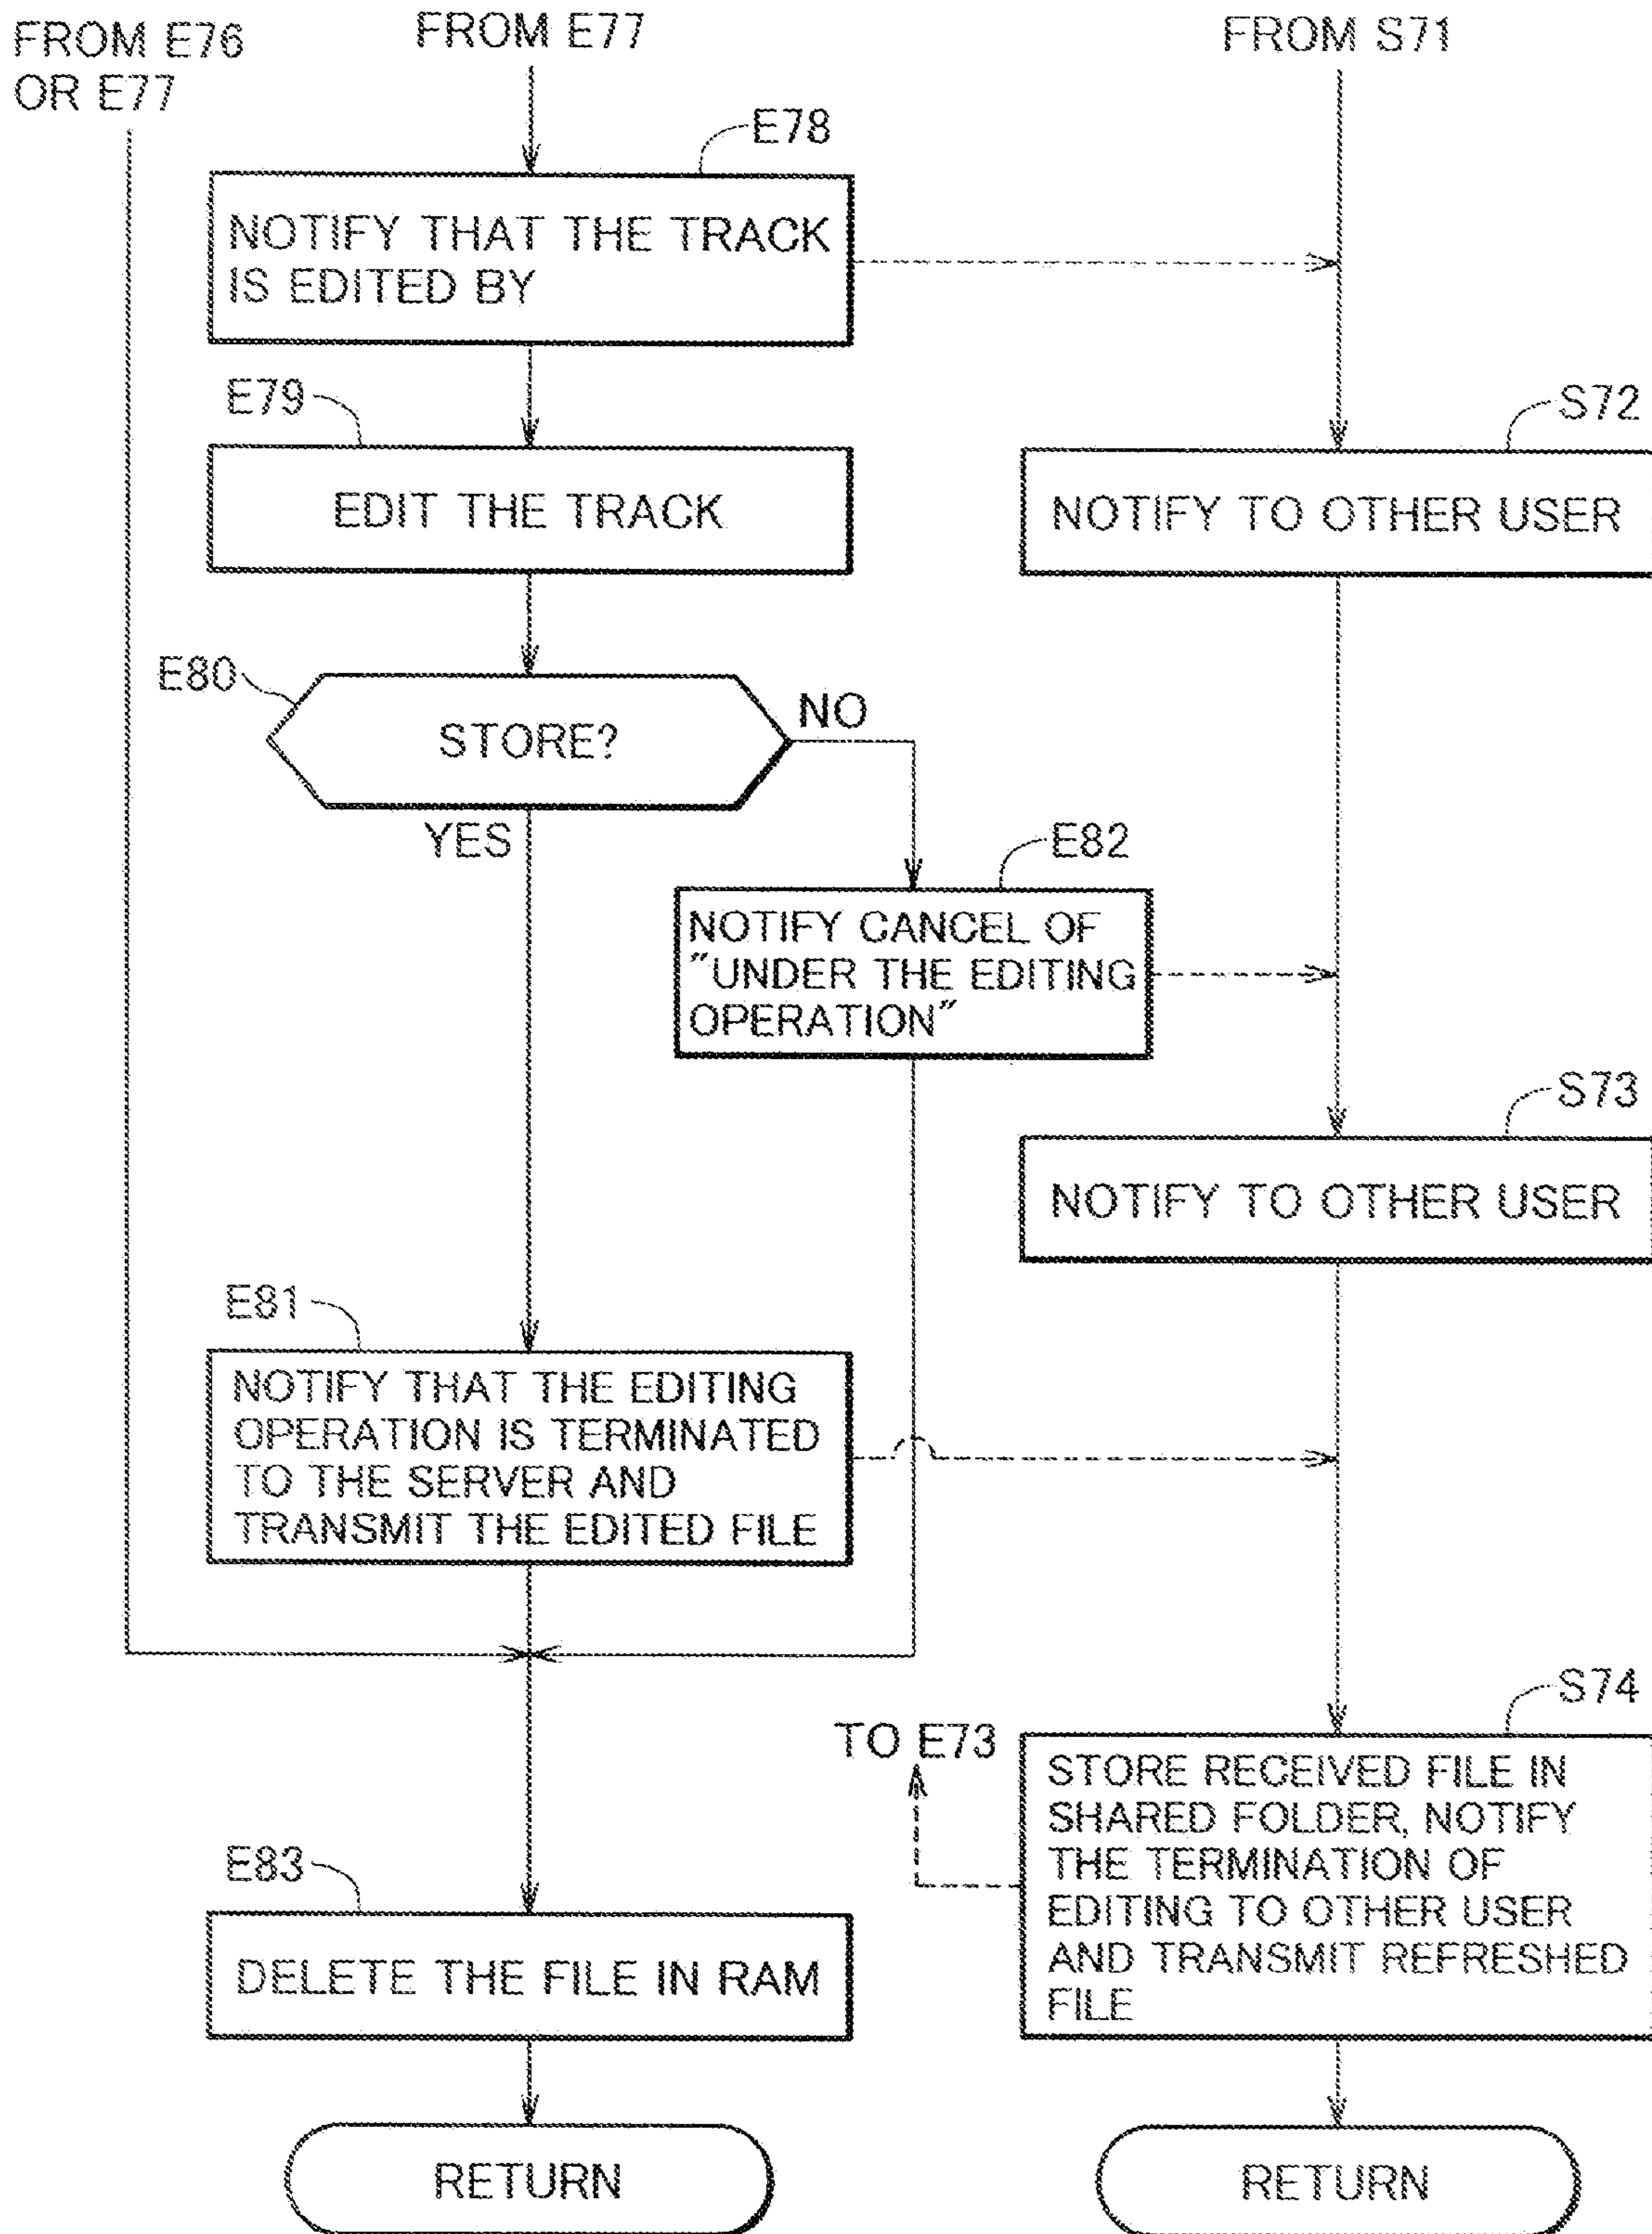 FROM E76
OR E77
FROM E77
FROM S71
E78
NOTIFY THAT THE TRACK
IS EDITED BY
E79
EDIT THE TRACK
S72
NOTIFY TO OTHER USER
E80
STORE?
NO
YES
E82
NOTIFY CANCEL OF
"UNDER THE EDITING
OPERATION"
S73
NOTIFY TO OTHER USER
E81
NOTIFY THAT THE EDITING
OPERATION IS TERMINATED
TO THE SERVER AND
TRANSMIT THE EDITED FILE
S74
TO E73
STORE RECEIVED FILE IN
SHARED FOLDER, NOTIFY
THE TERMINATION OF
EDITING TO OTHER USER
AND TRANSMIT REFRESHED
FILE
E83
DELETE THE FILE IN RAM
RETURN
RETURN